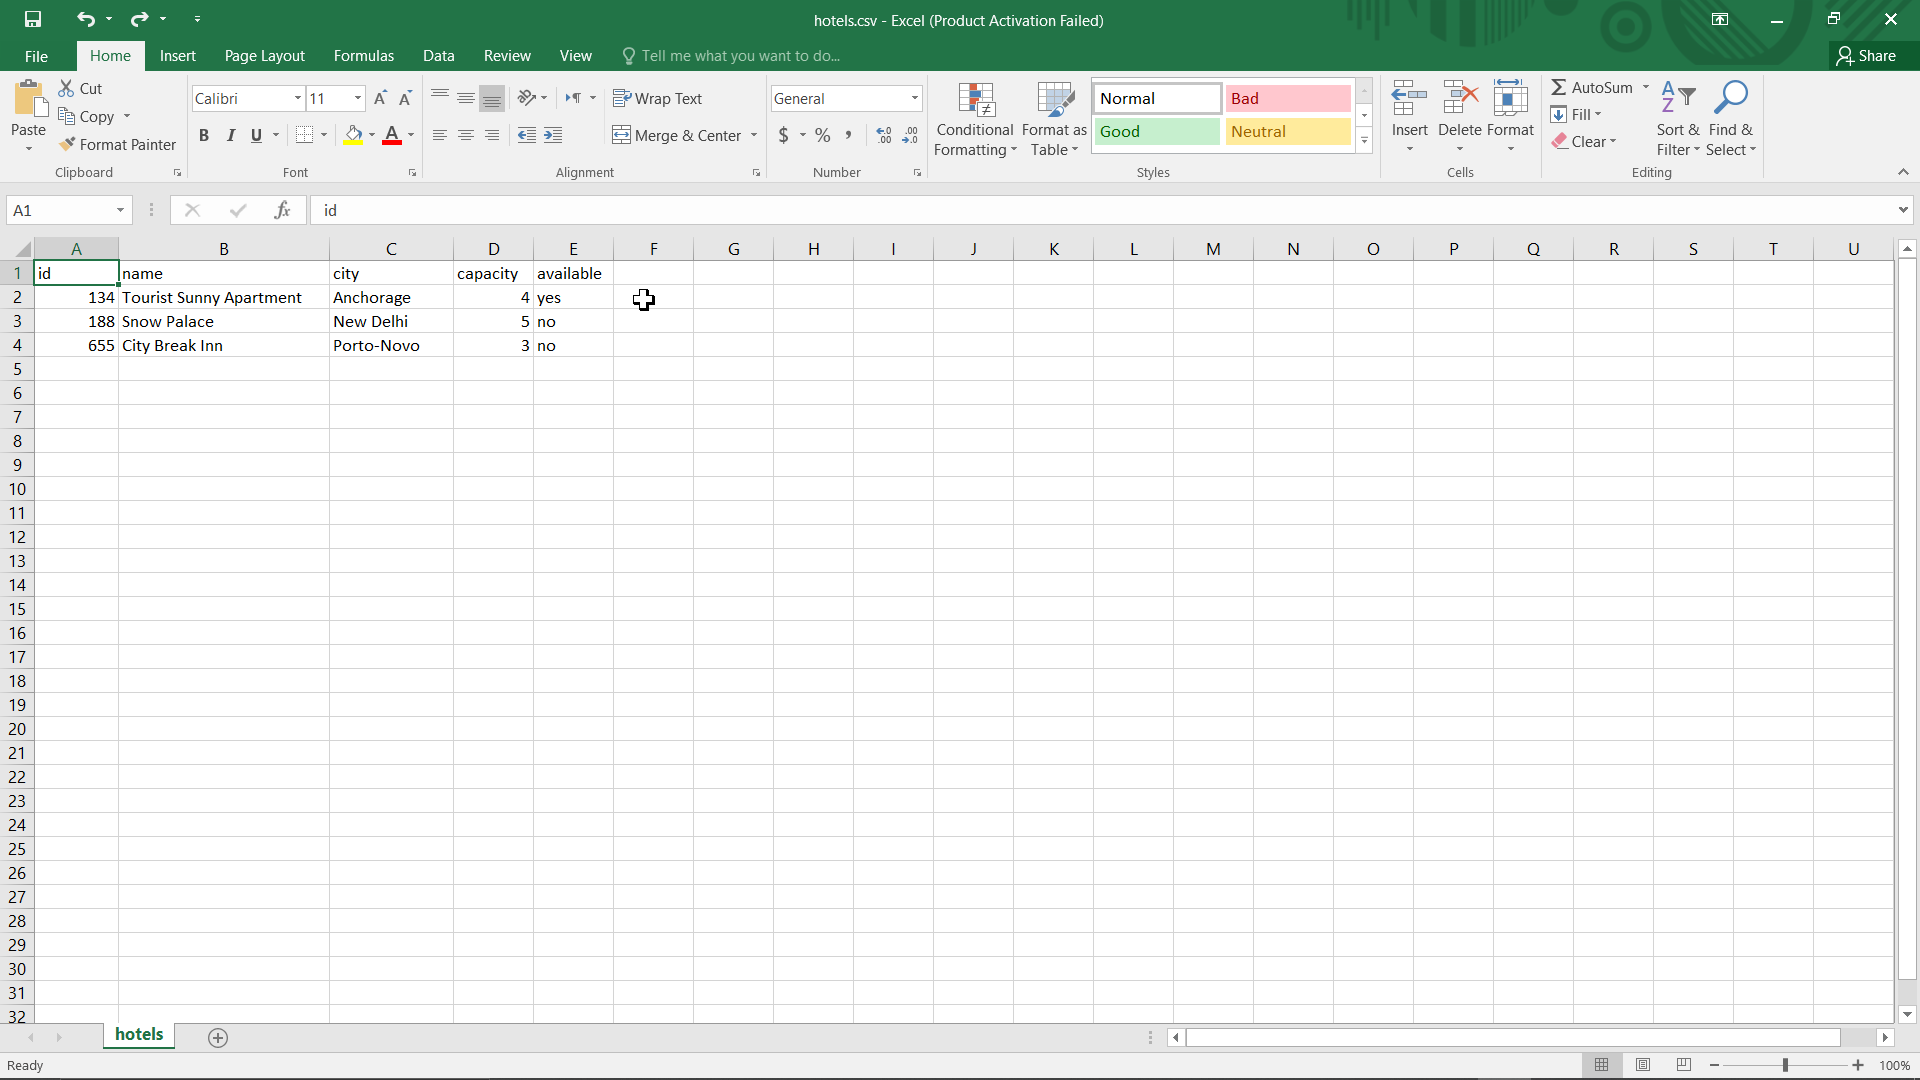 hotels.csv - Excel (Product Activation Failed)
File Home Insert Page Layout Formulas Data Review View Tell me what you want to do... Share
Paste Cut Copy Format Painter Clipboard
Calibri 11 B I U A Font
Wrap Text Merge & Center Alignment
General $ % , Number
Conditional Formatting Format as Table Normal Bad Good Neutral Styles
Insert Delete Format Cells
AutoSum Fill Clear Sort & Filter Find & Select Editing
A1 fx id
A B C D E F G H I J K L M N O P Q R S T U
1 id name city capacity available
2 134 Tourist Sunny Apartment Anchorage 4 yes
3 188 Snow Palace New Delhi 5 no
4 655 City Break Inn Porto-Novo 3 no
5
6
7
8
9
10
11
12
13
14
15
16
17
18
19
20
21
22
23
24
25
26
27
28
29
30
31
32
hotels
Ready 100%